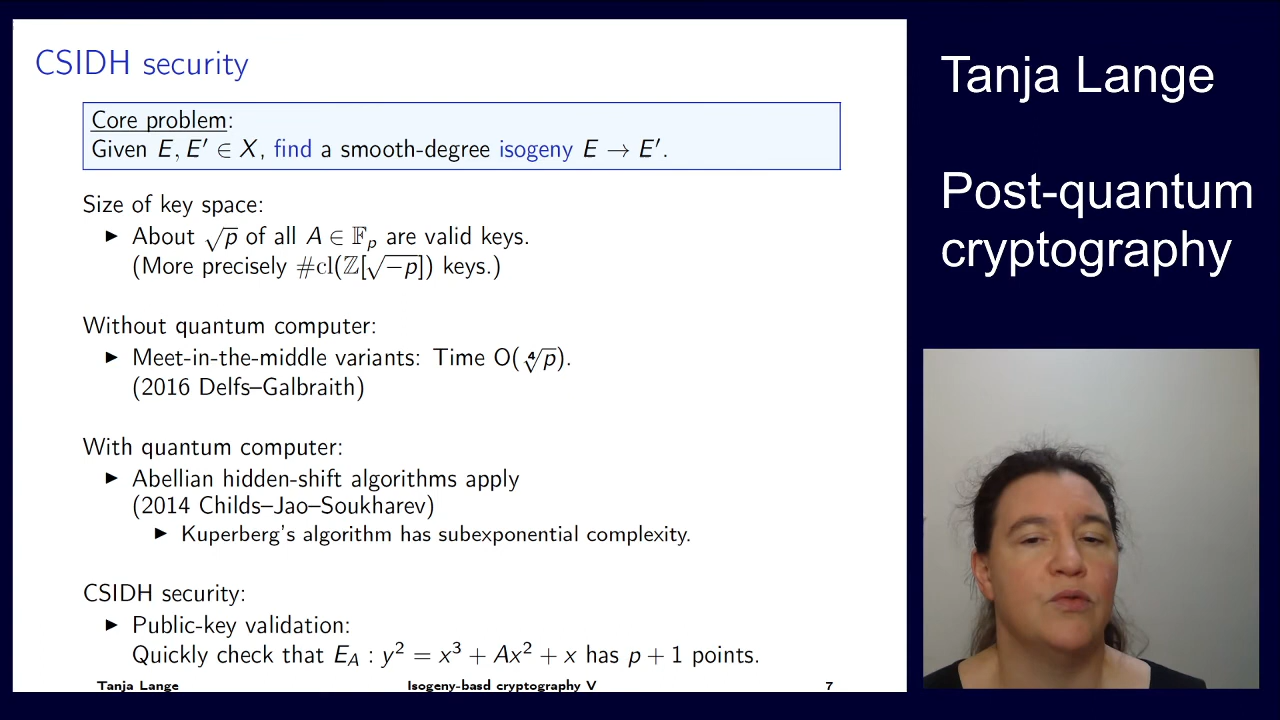 CSIDH security
Core problem:
Given E, E′ ∈ X, find a smooth-degree isogeny E → E′.
Size of key space:
▶ About √p of all A ∈ 𝔽p are valid keys.
(More precisely #cl(ℤ[√−p]) keys.)
Without quantum computer:
▶ Meet-in-the-middle variants: Time O(∜p).
(2016 Delfs–Galbraith)
With quantum computer:
▶ Abellian hidden-shift algorithms apply
(2014 Childs–Jao–Soukharev)
▶ Kuperberg's algorithm has subexponential complexity.
CSIDH security:
▶ Public-key validation:
Quickly check that E_A : y² = x³ + Ax² + x has p + 1 points.
Tanja Lange Isogeny-basd cryptography V 7
Tanja Lange
Post-quantum
cryptography